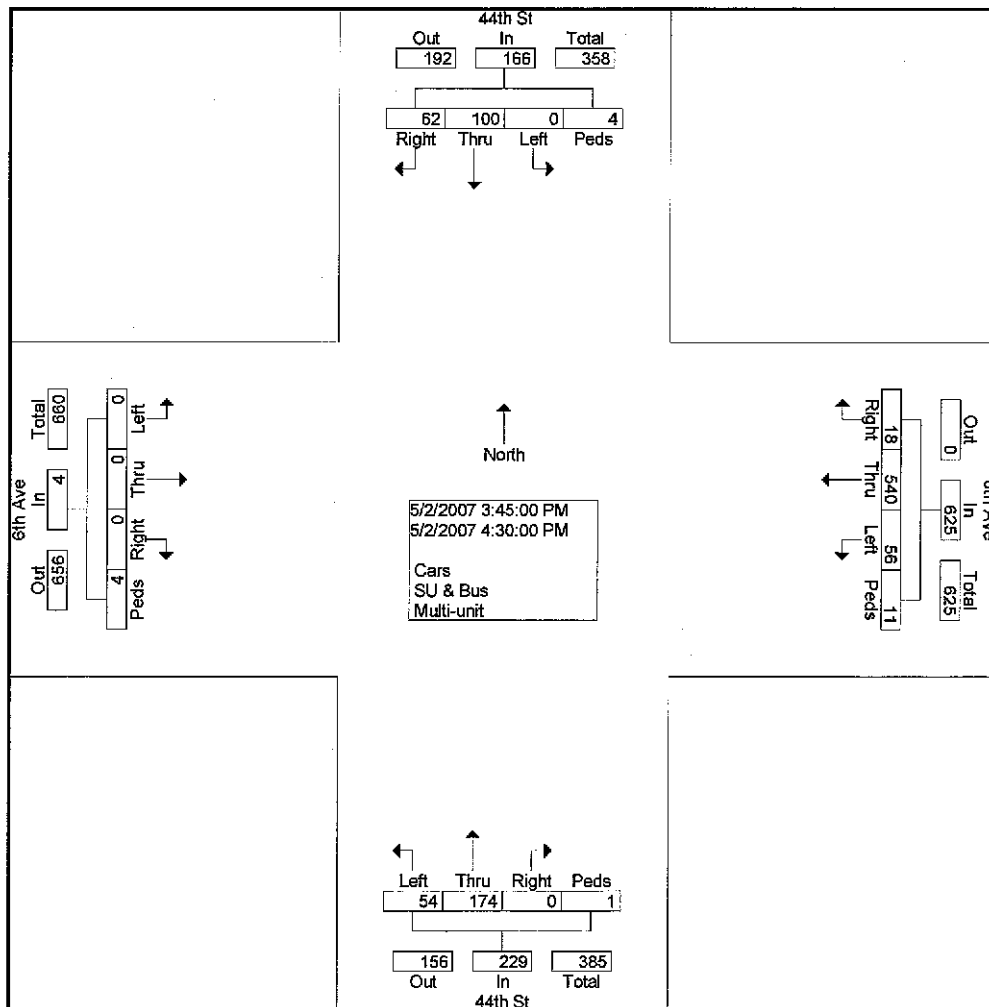 44th St
Out In Total
192 166 358
62 100 0 4
Right Thru Left Peds
6th Ave
Total In Out
660 4 656
0 0 0 4
Left Thru Right Peds
North
5/2/2007 3:45:00 PM
5/2/2007 4:30:00 PM
Cars
SU & Bus
Multi-unit
Right Thru Left Peds
18 540 56 11
Out In Total
0 625 625
Ave
Left Thru Right Peds
54 174 0 1
156 229 385
Out In Total
44th St